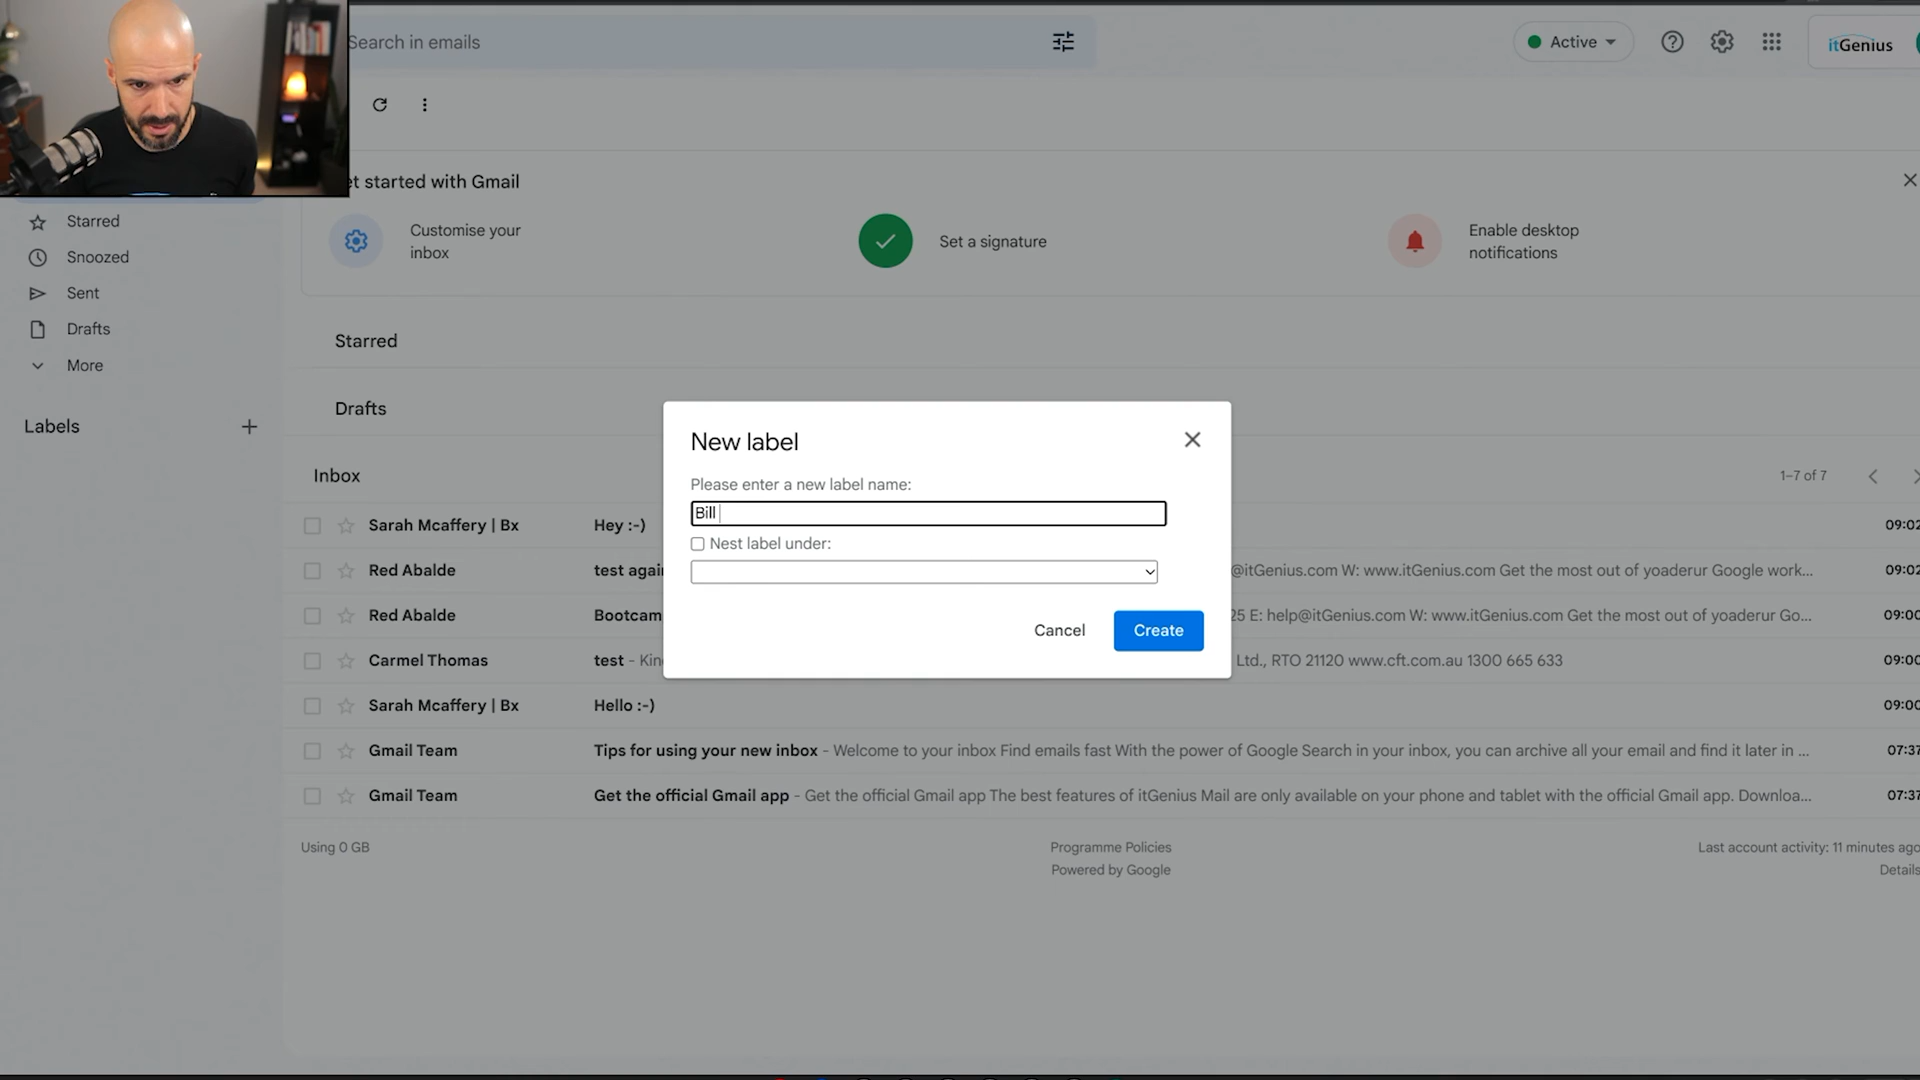 Search in emails
Active
itGenius
et started with Gmail
Customise your
inbox
Set a signature
Enable desktop
notifications
Starred
Snoozed
Sent
Drafts
More
Labels
Starred
Drafts
Inbox
1–7 of 7
New label
Please enter a new label name:
Bill
Nest label under:
Cancel
Create
Sarah Mcaffery | Bx Hey :-) 09:02
Red Abalde test again @itGenius.com W: www.itGenius.com Get the most out of yoaderur Google work... 09:02
Red Abalde Bootcam 25 E: help@itGenius.com W: www.itGenius.com Get the most out of yoaderur Go... 09:00
Carmel Thomas test - Kin Ltd., RTO 21120 www.cft.com.au 1300 665 633 09:00
Sarah Mcaffery | Bx Hello :-) 09:00
Gmail Team Tips for using your new inbox - Welcome to your inbox Find emails fast With the power of Google Search in your inbox, you can archive all your email and find it later in ... 07:37
Gmail Team Get the official Gmail app - Get the official Gmail app The best features of itGenius Mail are only available on your phone and tablet with the official Gmail app. Downloa... 07:37
Using 0 GB
Programme Policies
Powered by Google
Last account activity: 11 minutes ago
Details